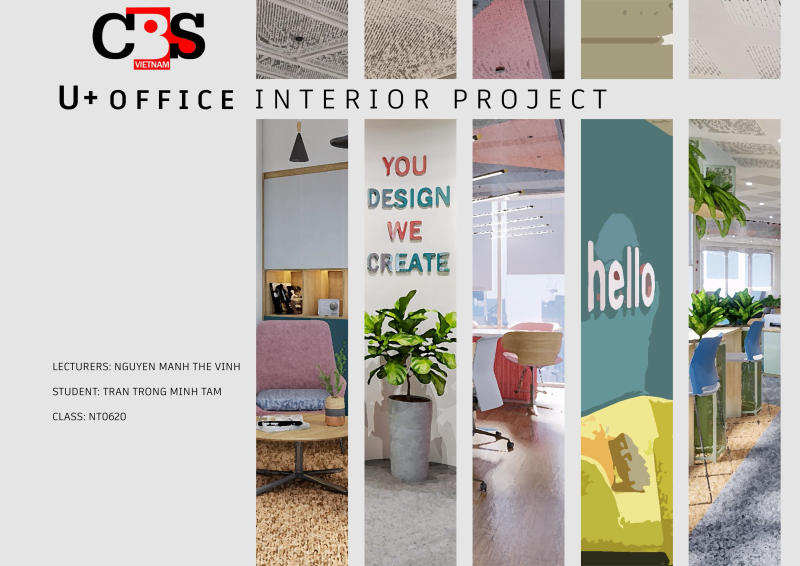 CBS
VIETNAM
U+ OFFICE INTERIOR PROJECT
YOU
DESIGN
WE
CREATE
hello
LECTURERS: NGUYEN MANH THE VINH
STUDENT: TRAN TRONG MINH TAM
CLASS: NT0620